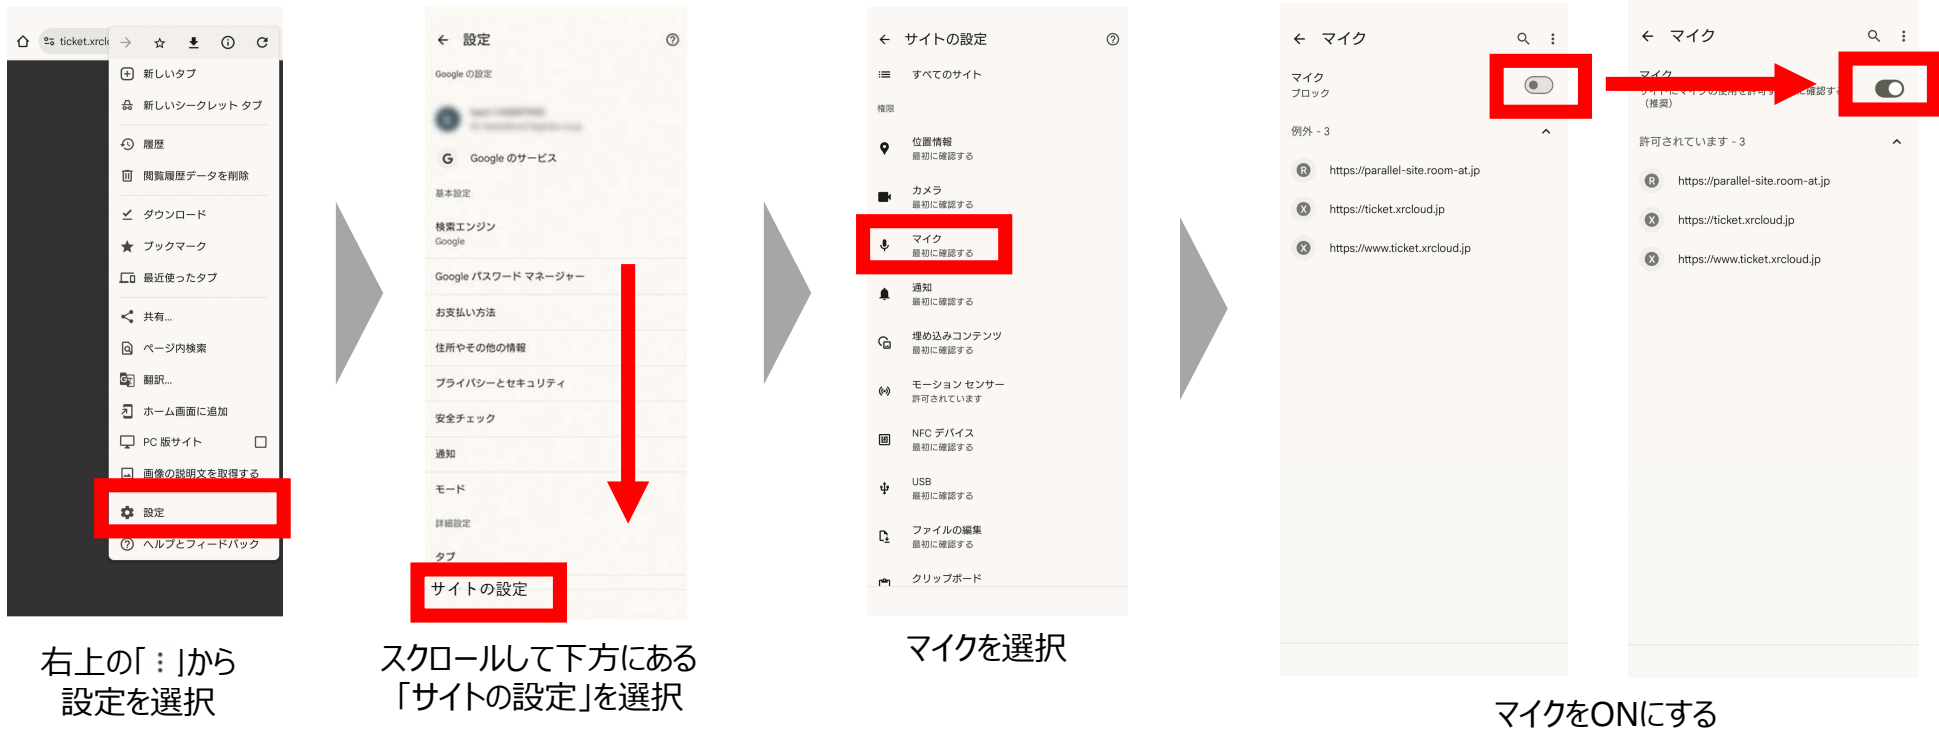 ticket.xrclo
新しいタブ
新しいシークレット タブ
履歴
閲覧履歴データを削除
ダウンロード
ブックマーク
最近使ったタブ
共有...
ページ内検索
翻訳...
ホーム画面に追加
PC 版サイト
画像の説明文を取得する
設定
ヘルプとフィードバック
右上の「⋮」から
設定を選択
設定
Google の設定
G Google のサービス
基本設定
検索エンジン
Google
Google パスワード マネージャー
お支払い方法
住所やその他の情報
プライバシーとセキュリティ
安全チェック
通知
モード
詳細設定
タブ
サイトの設定
スクロールして下方にある
「サイトの設定」を選択
サイトの設定
すべてのサイト
権限
位置情報
最初に確認する
カメラ
最初に確認する
マイク
最初に確認する
通知
最初に確認する
埋め込みコンテンツ
最初に確認する
モーション センサー
許可されています
NFC デバイス
最初に確認する
USB
最初に確認する
ファイルの編集
最初に確認する
クリップボード
マイクを選択
マイク
マイク
ブロック
例外 - 3
R https://parallel-site.room-at.jp
X https://ticket.xrcloud.jp
X https://www.ticket.xrcloud.jp
マイク
マイク
サイトにマイクの使用を許可す に確認する
（推奨）
許可されています - 3
R https://parallel-site.room-at.jp
X https://ticket.xrcloud.jp
X https://www.ticket.xrcloud.jp
マイクをONにする